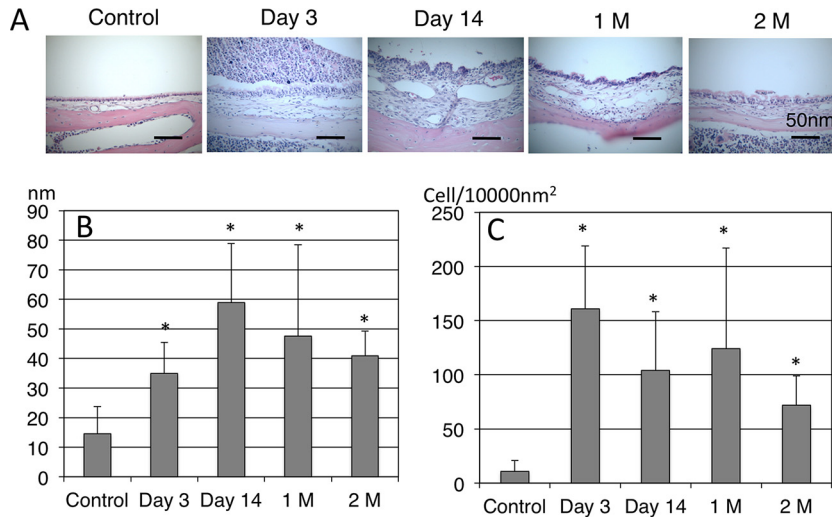 A
Control
Day 3
Day 14
1 M
2 M
50nm
nm
B
90
80
70
60
50
40
30
20
10
0
*
*
*
*
Control Day 3 Day 14 1 M 2 M
Cell/10000nm²
C
250
200
150
100
50
0
*
*
*
*
Control Day 3 Day 14 1 M 2 M